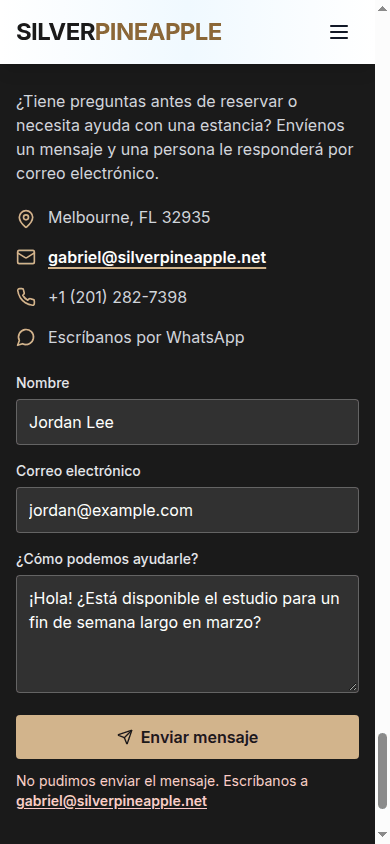 SILVERPINEAPPLE
¿Tiene preguntas antes de reservar o
necesita ayuda con una estancia? Envíenos
un mensaje y una persona le responderá por
correo electrónico.
Melbourne, FL 32935
gabriel@silverpineapple.net
+1 (201) 282-7398
Escríbanos por WhatsApp
Nombre
Jordan Lee
Correo electrónico
jordan@example.com
¿Cómo podemos ayudarle?
¡Hola! ¿Está disponible el estudio para un
fin de semana largo en marzo?
Enviar mensaje
No pudimos enviar el mensaje. Escríbanos a
gabriel@silverpineapple.net